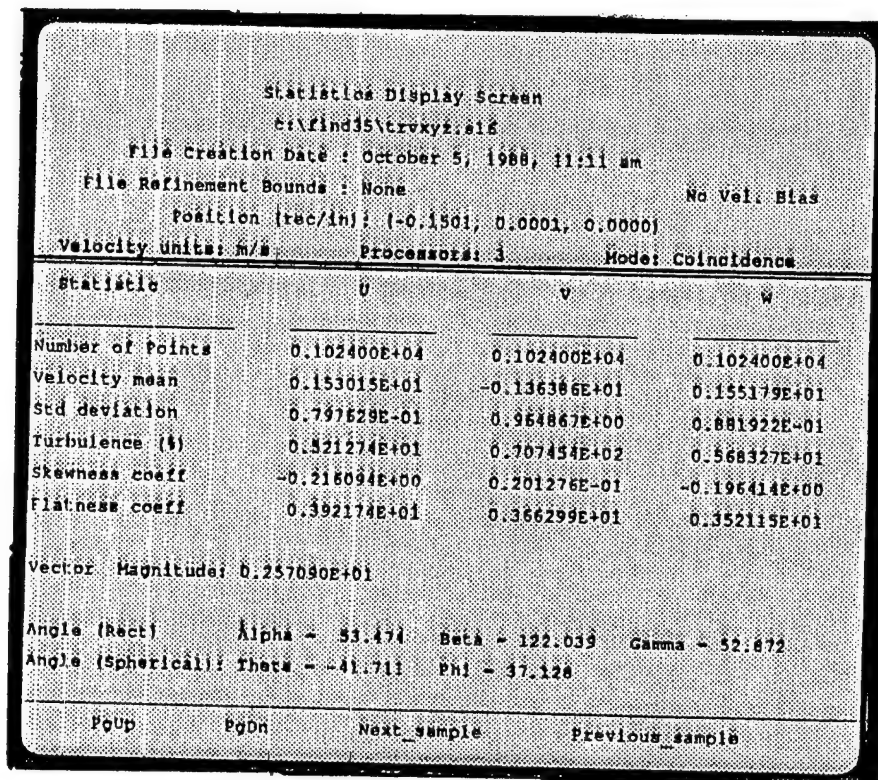 Statistics Display Screen
c:\find35\trvxyz.s16
File Creation Date : October 5, 1988, 11:11 am
File Refinement Bounds : None
No Vel. Bias
Position (rec/in): (-0.1501, 0.0001, 0.0000)
Velocity units: m/s Processors: 3 Mode: Coincidence
Statistic U V W
Number of Points 0.102400E+04 0.102400E+04 0.102400E+04
Velocity mean 0.153015E+01 -0.136386E+01 0.155179E+01
Std deviation 0.797629E-01 0.964867E+00 0.881922E-01
Turbulence (%) 0.521274E+01 0.707454E+02 0.568327E+01
Skewness coeff -0.216094E+00 0.201276E-01 -0.196414E+00
Flatness coeff 0.392174E+01 0.366299E+01 0.352115E+01
Vector Magnitude: 0.257090E+01
Angle (Rect) Alpha = 53.474 Beta = 122.039 Gamma = 52.872
Angle (Spherical): Theta = -41.711 Phi = 37.128
PgUp PgDn Next_sample Previous_sample